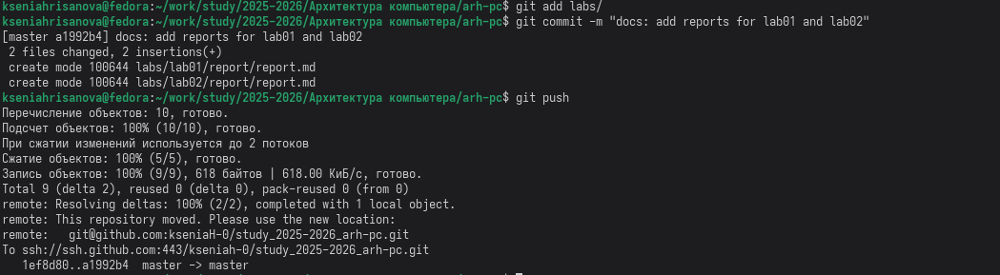 kseniahrisanova@fedora:~/work/study/2025-2026/Архитектура компьютера/arh-pc$ git add labs/
kseniahrisanova@fedora:~/work/study/2025-2026/Архитектура компьютера/arh-pc$ git commit -m "docs: add reports for lab01 and lab02"
[master a1992b4] docs: add reports for lab01 and lab02
 2 files changed, 2 insertions(+)
 create mode 100644 labs/lab01/report/report.md
 create mode 100644 labs/lab02/report/report.md
kseniahrisanova@fedora:~/work/study/2025-2026/Архитектура компьютера/arh-pc$ git push
Перечисление объектов: 10, готово.
Подсчет объектов: 100% (10/10), готово.
При сжатии изменений используется до 2 потоков
Сжатие объектов: 100% (5/5), готово.
Запись объектов: 100% (9/9), 618 байтов | 618.00 КиБ/с, готово.
Total 9 (delta 2), reused 0 (delta 0), pack-reused 0 (from 0)
remote: Resolving deltas: 100% (2/2), completed with 1 local object.
remote: This repository moved. Please use the new location:
remote:   git@github.com:kseniaH-0/study_2025-2026_arh-pc.git
To ssh://ssh.github.com:443/kseniah-0/study_2025-2026_arh-pc.git
   1ef8d80..a1992b4  master -> master